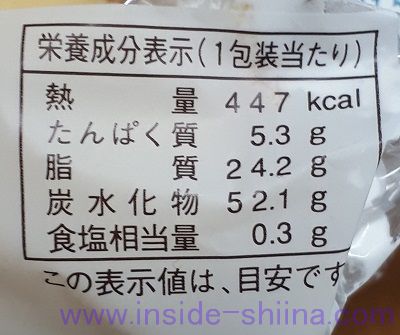 栄養成分表示(1包装当たり)
熱量 447 kcal
たんぱく質 5.3 g
脂質 24.2 g
炭水化物 52.1 g
食塩相当量 0.3 g
この表示値は、目安です
www.inside-shiina.com